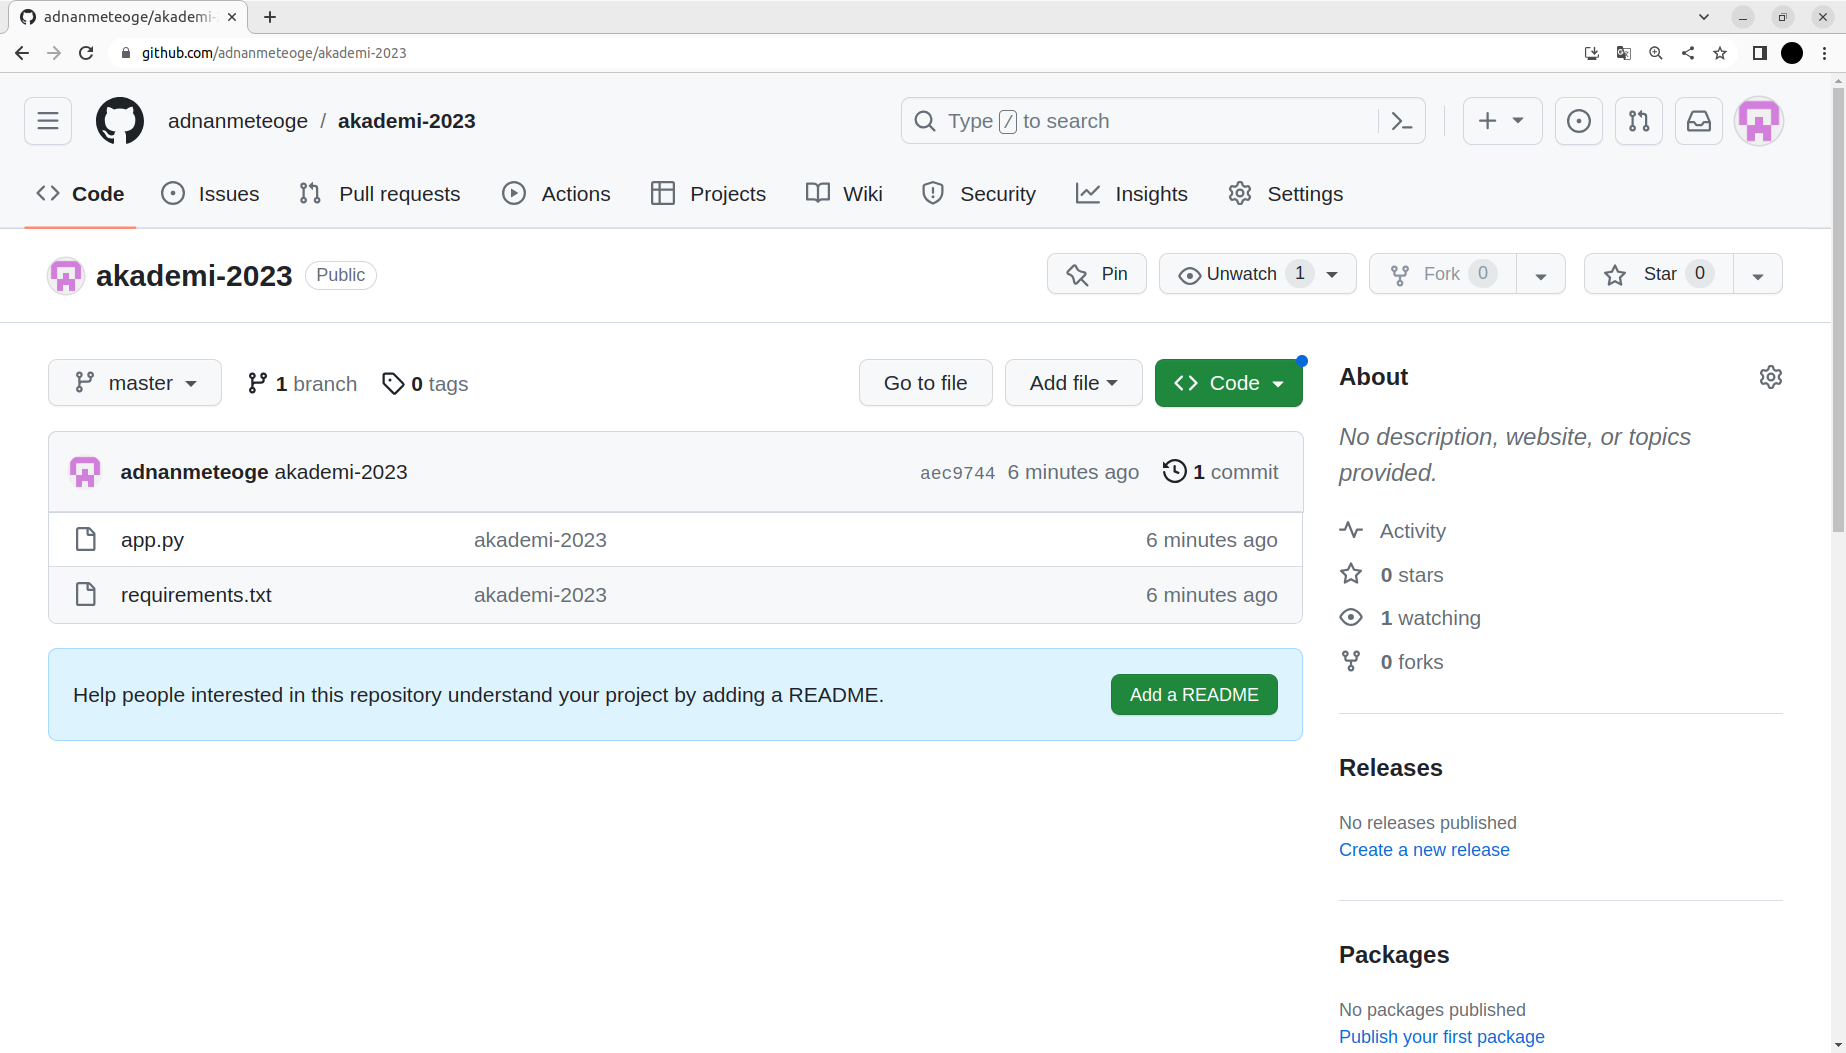 adnanmeteoge/akademi-
github.com/adnanmeteoge/akademi-2023
adnanmeteoge / akademi-2023
Type / to search
Code Issues Pull requests Actions Projects Wiki Security Insights Settings
akademi-2023 Public
Pin Unwatch 1 Fork 0 Star 0
master 1 branch 0 tags Go to file Add file Code
adnanmeteoge akademi-2023 aec9744 6 minutes ago 1 commit
app.py akademi-2023 6 minutes ago
requirements.txt akademi-2023 6 minutes ago
Help people interested in this repository understand your project by adding a README. Add a README
About
No description, website, or topics
provided.
Activity
0 stars
1 watching
0 forks
Releases
No releases published
Create a new release
Packages
No packages published
Publish your first package